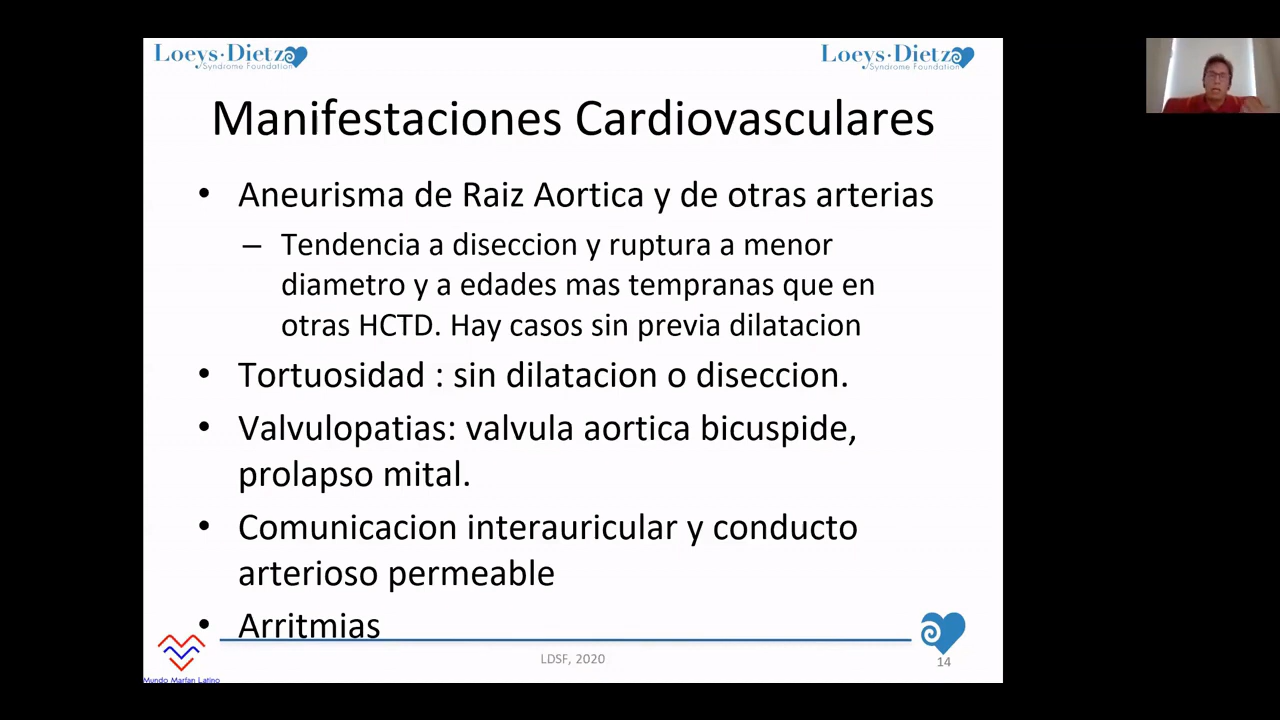 Loeys·Dietz
Syndrome Foundation
Loeys·Dietz
Syndrome Foundation
Manifestaciones Cardiovasculares
• Aneurisma de Raiz Aortica y de otras arterias
– Tendencia a diseccion y ruptura a menor
diametro y a edades mas tempranas que en
otras HCTD. Hay casos sin previa dilatacion
• Tortuosidad : sin dilatacion o diseccion.
• Valvulopatias: valvula aortica bicuspide,
prolapso mital.
• Comunicacion interauricular y conducto
arterioso permeable
• Arritmias
Mundo Marfan Latino
LDSF, 2020
14